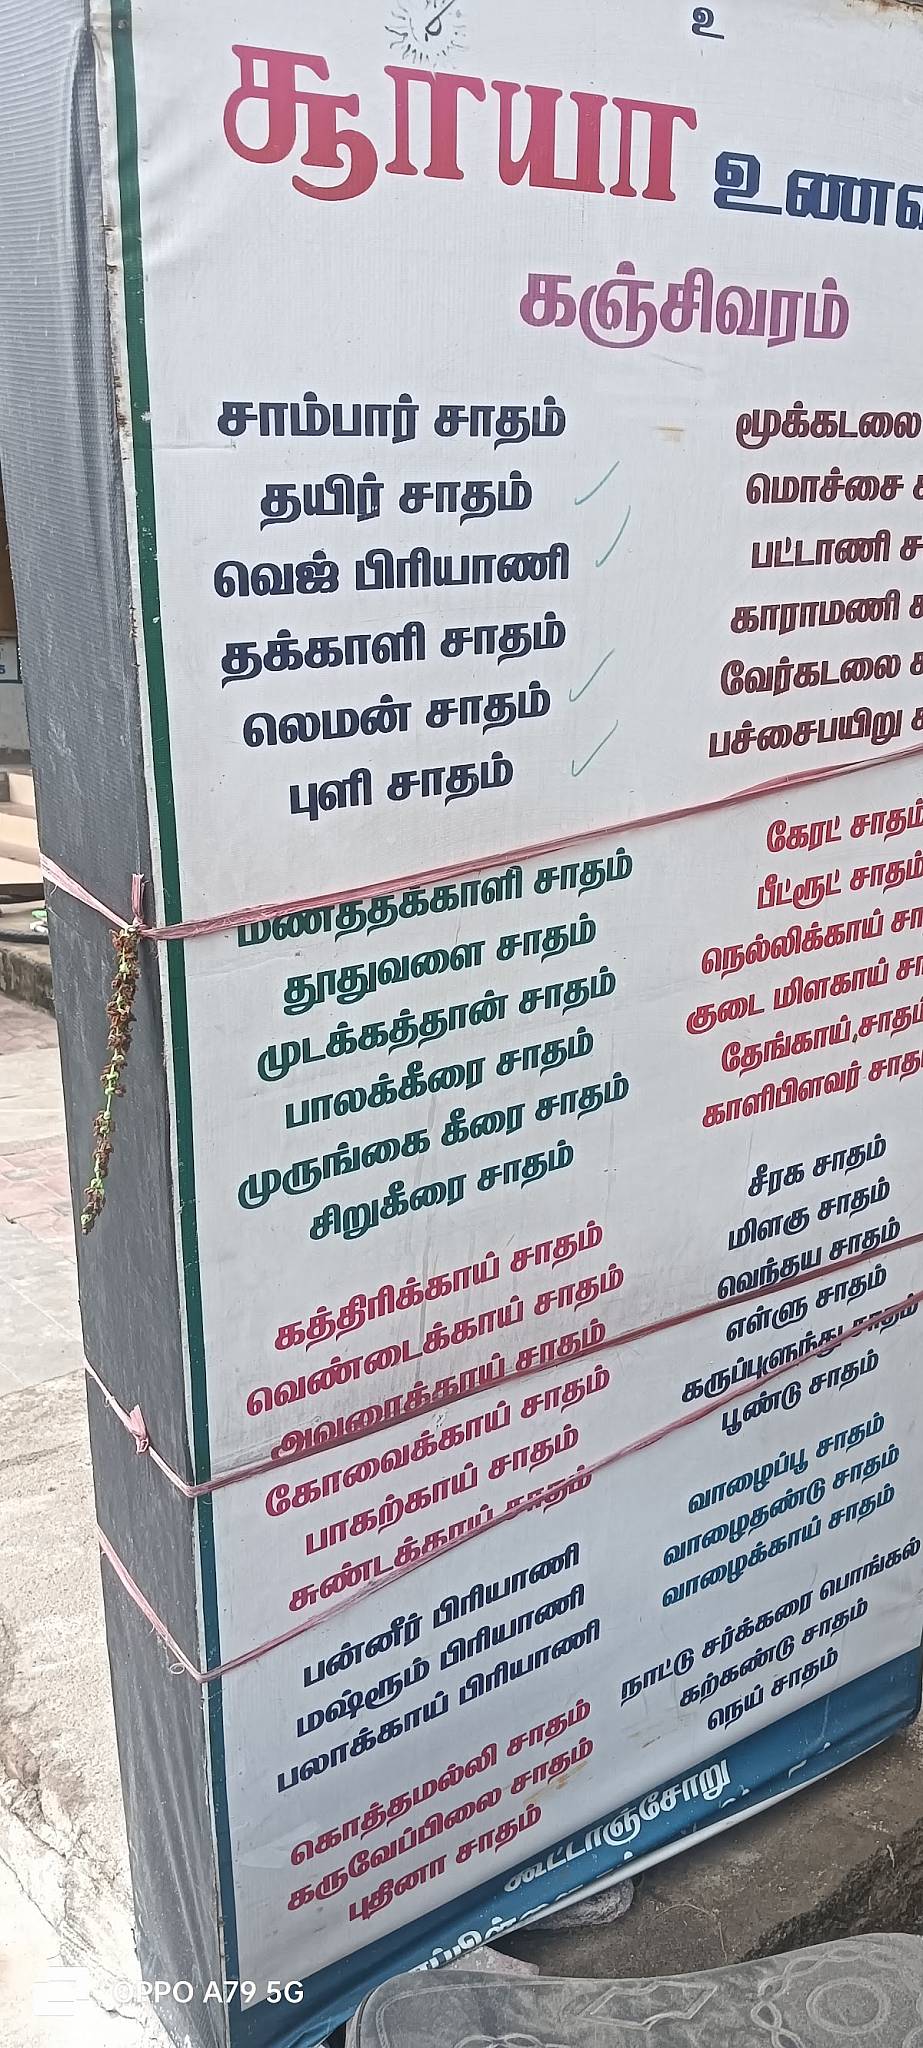 உ
சூர்யா
கஞ்சிவரம்
சாம்பார் சாதம்
தயிர் சாதம்
வெஜ் பிரியாணி
தக்காளி சாதம்
லெமன் சாதம்
புளி சாதம்
மூக்கடலை
மொச்சை
பட்டாணி
காராமணி
வேர்கடலை
பச்சைபயிறு
மணத்தக்காளி சாதம்
தூதுவளை சாதம்
முடக்கத்தான் சாதம்
பாலக்கீரை சாதம்
முருங்கை கீரை சாதம்
சிறுகீரை சாதம்
கேரட் சாதம்
பீட்ரூட் சாதம்
நெல்லிக்காய்
குடை மிளகாய்
தேங்காய்,சாதம்
காளிபிளவர்
கத்திரிக்காய் சாதம்
வெண்டைக்காய் சாதம்
அவரைக்காய் சாதம்
கோவைக்காய் சாதம்
பாகற்காய் சாதம்
சுண்டக்காய் சாதம்
சீரக சாதம்
மிளகு சாதம்
வெந்தய சாதம்
எள்ளு சாதம்
கருப்புளுந்து சாதம்
பூண்டு சாதம்
வாழைப்பூ சாதம்
வாழைதண்டு சாதம்
வாழைக்காய் சாதம்
பன்னீர் பிரியாணி
மஷ்ரூம் பிரியாணி
பலாக்காய் பிரியாணி
நாட்டு சர்க்கரை பொங்கல்
கற்கண்டு சாதம்
நெய் சாதம்
கொத்தமல்லி சாதம்
கருவேப்பிலை சாதம்
புதினா சாதம்
கூட்டாஞ்சோறு
OPPO A79 5G